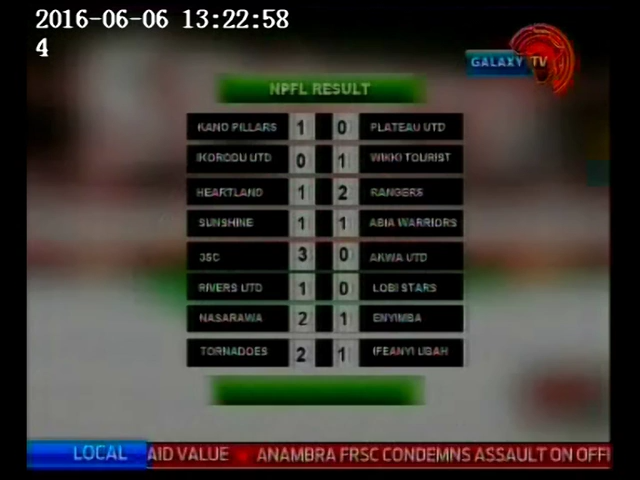 2016-06-06 13:22:58
4
GALAXY TV
NPFL RESULT
KANO PILLARS 1 0 PLATEAU UTD
IKORODU UTD 0 1 WIKKI TOURIST
HEARTLAND 1 2 RANGERS
SUNSHINE 1 1 ABIA WARRIORS
3SC 3 0 AKWA UTD
RIVERS UTD 1 0 LOBI STARS
NASARAWA 2 1 ENYIMBA
TORNADOES 2 1 IFEANYI UBAH
LOCAL AID VALUE ANAMBRA FRSC CONDEMNS ASSAULT ON OFFI